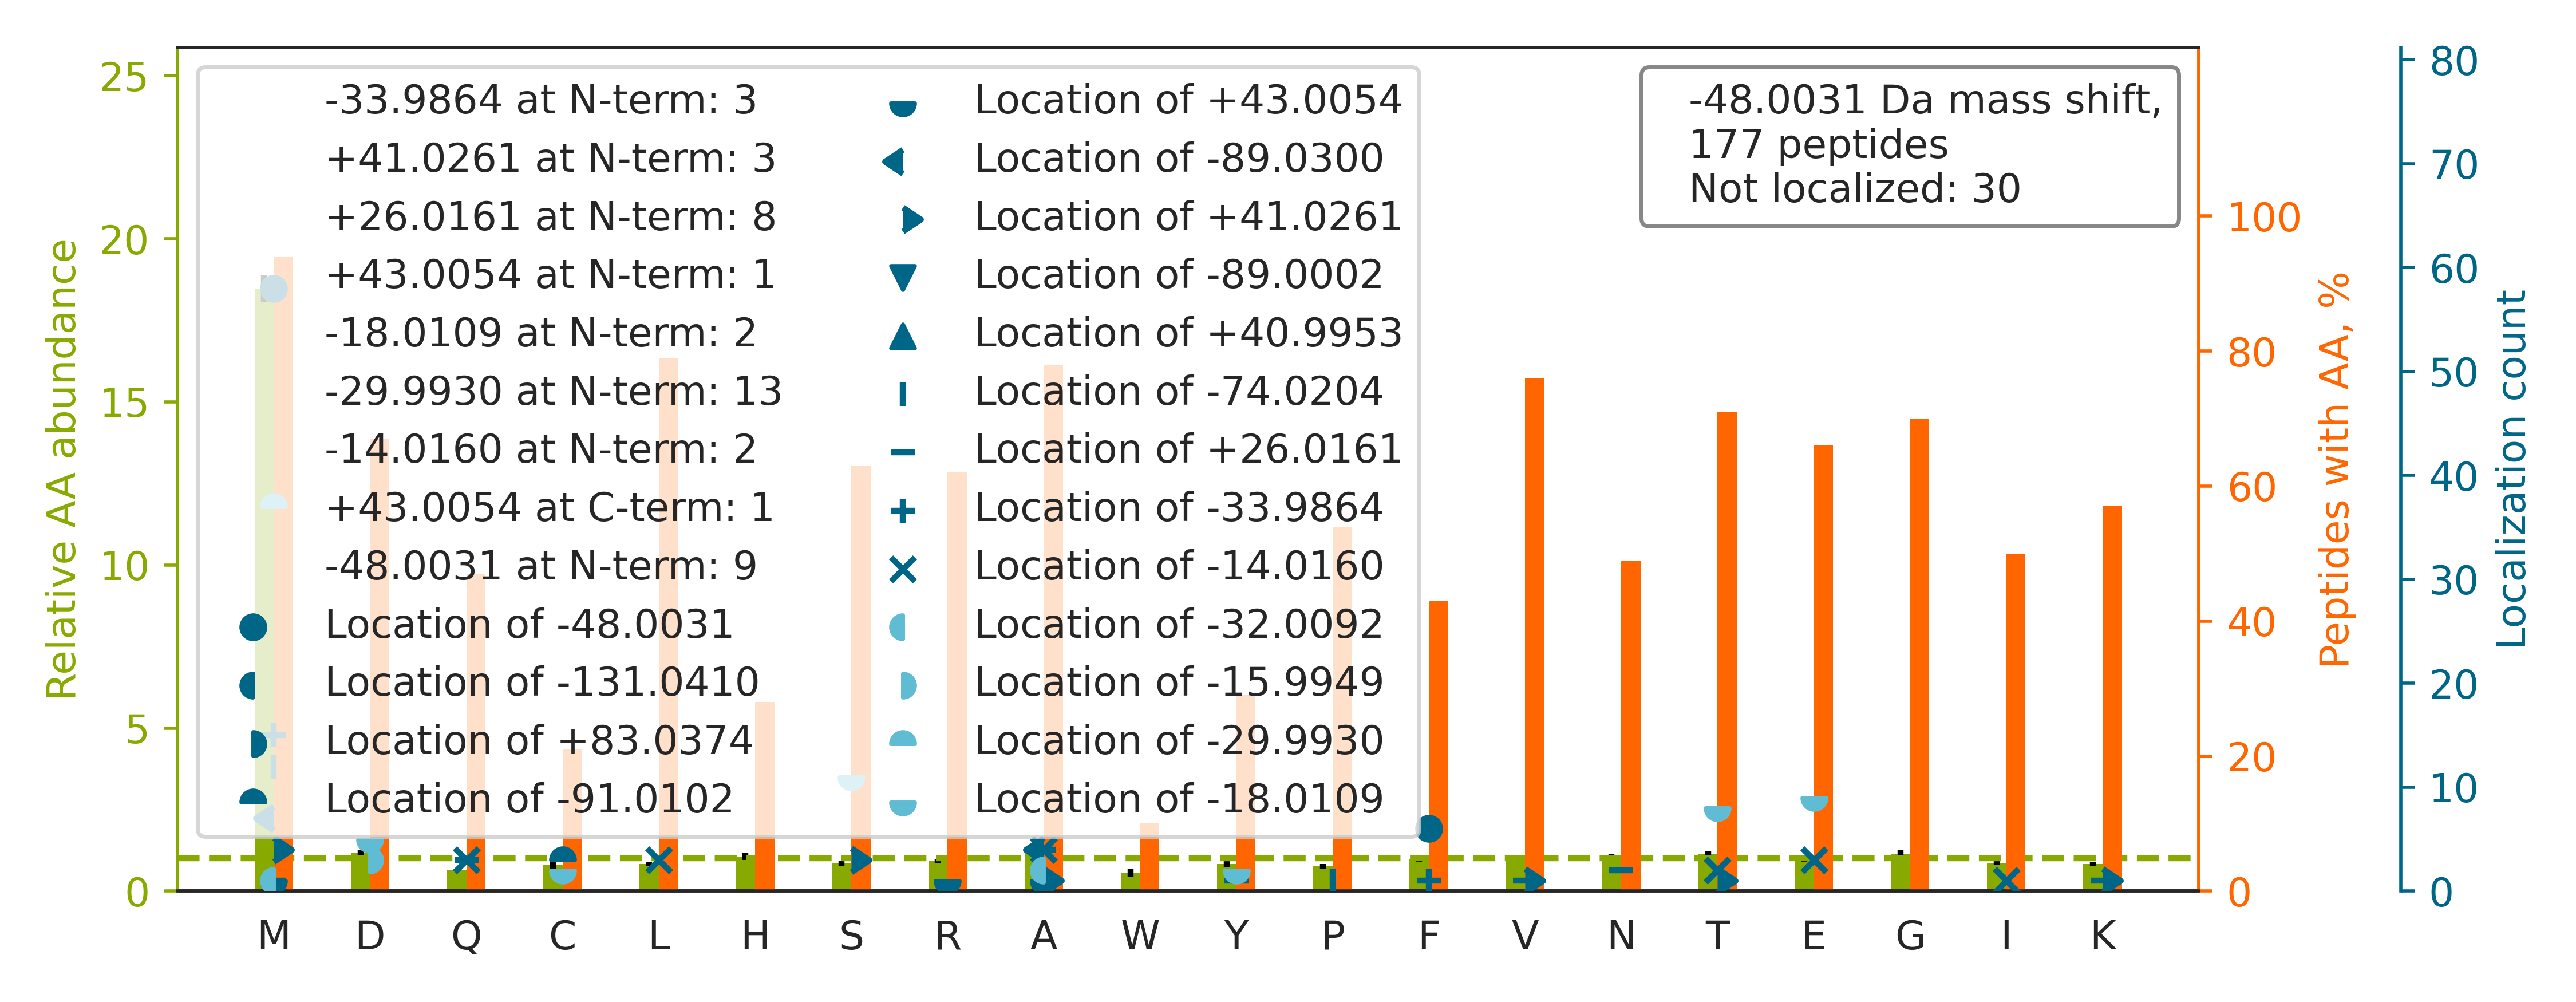 Relative AA abundance
25
20
15
10
5
0
-33.9864 at N-term: 3
+41.0261 at N-term: 3
+26.0161 at N-term: 8
+43.0054 at N-term: 1
-18.0109 at N-term: 2
-29.9930 at N-term: 13
-14.0160 at N-term: 2
+43.0054 at C-term: 1
-48.0031 at N-term: 9
Location of -48.0031
Location of -131.0410
Location of +83.0374
Location of -91.0102
Location of +43.0054
Location of -89.0300
Location of +41.0261
Location of -89.0002
Location of +40.9953
Location of -74.0204
Location of +26.0161
Location of -33.9864
Location of -14.0160
Location of -32.0092
Location of -15.9949
Location of -29.9930
Location of -18.0109
-48.0031 Da mass shift,
177 peptides
Not localized: 30
100
80
60
40
20
0
Peptides with AA, %
80
70
60
50
40
30
20
10
0
Localization count
M D Q C L H S R A W Y P F V N T E G I K